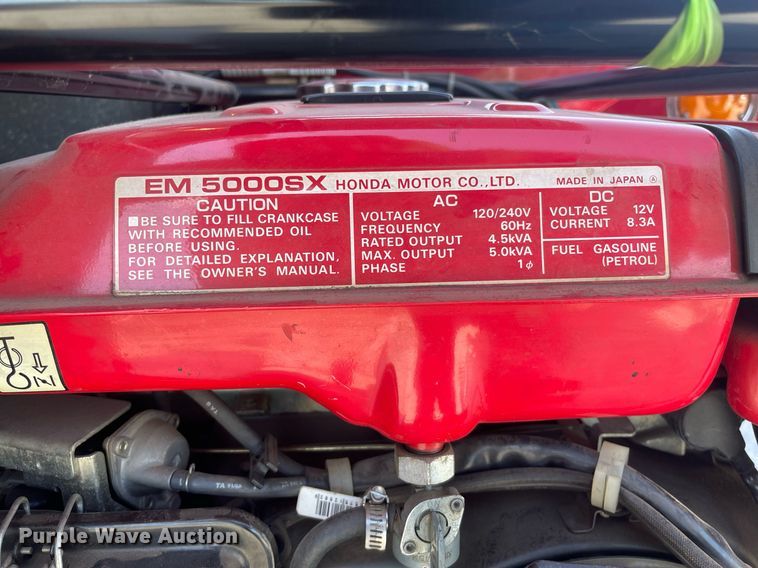 EM 5000SX HONDA MOTOR CO.,LTD. MADE IN JAPAN Ⓐ
CAUTION
BE SURE TO FILL CRANKCASE
WITH RECOMMENDED OIL
BEFORE USING.
FOR DETAILED EXPLANATION,
SEE THE OWNER'S MANUAL.
AC
VOLTAGE 120/240V
FREQUENCY 60Hz
RATED OUTPUT 4.5kVA
MAX. OUTPUT 5.0kVA
PHASE 1ø
DC
VOLTAGE 12V
CURRENT 8.3A
FUEL GASOLINE
(PETROL)
Purple Wave Auction